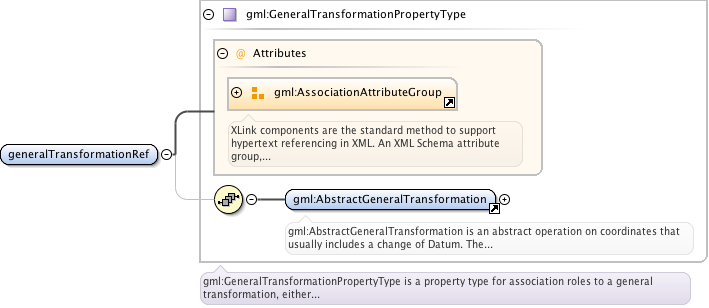 gml:GeneralTransformationPropertyType
@ Attributes
gml:AssociationAttributeGroup
XLink components are the standard method to support
hypertext referencing in XML. An XML Schema attribute
group,...
generalTransformationRef
gml:AbstractGeneralTransformation
gml:AbstractGeneralTransformation is an abstract operation on coordinates that
usually includes a change of Datum. The...
gml:GeneralTransformationPropertyType is a property type for association roles to a general
transformation, either...